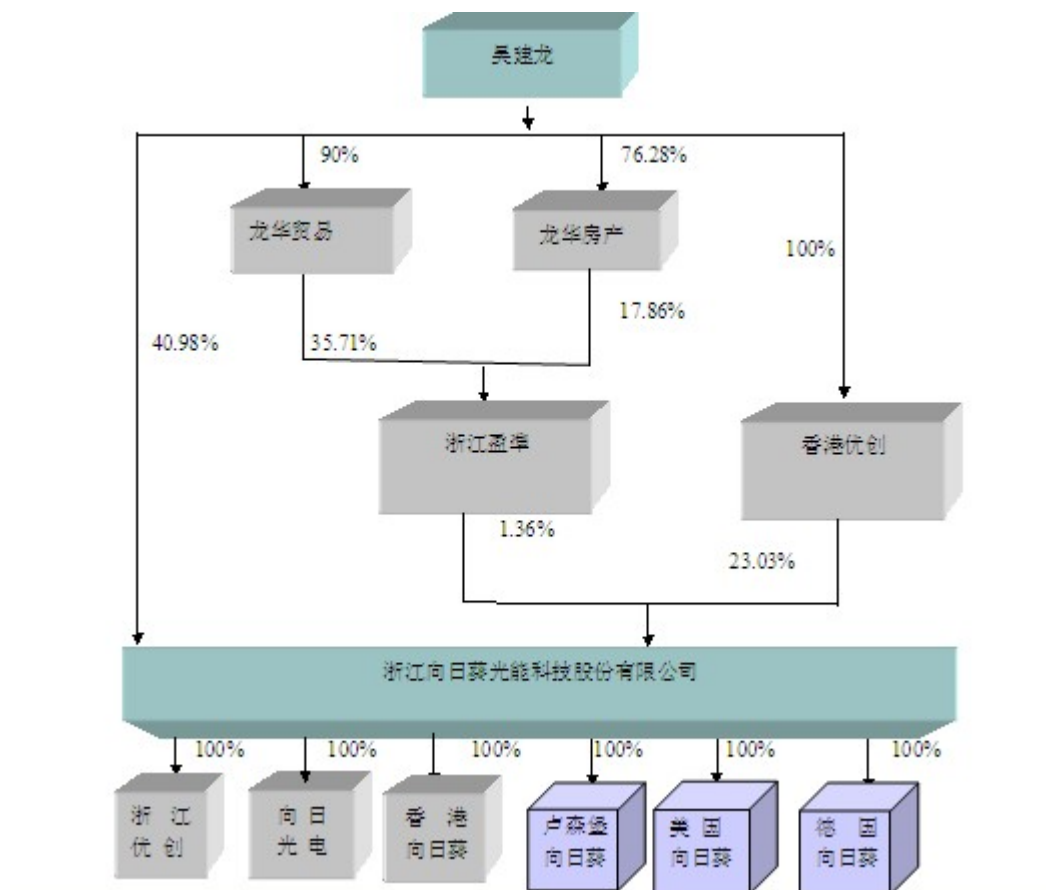 吴建龙
90%
76.28%
龙华贸易
龙华房产
100%
17.86%
40.98%
35.71%
浙江盈準
香港优创
1.36%
23.03%
浙江向日葵光能科技股份有限公司
100%
100%
100%
100%
100%
100%
浙 江
优 创
向 日
光 电
香 港
向日葵
卢森堡
向日葵
美 国
向日葵
德 国
向日葵